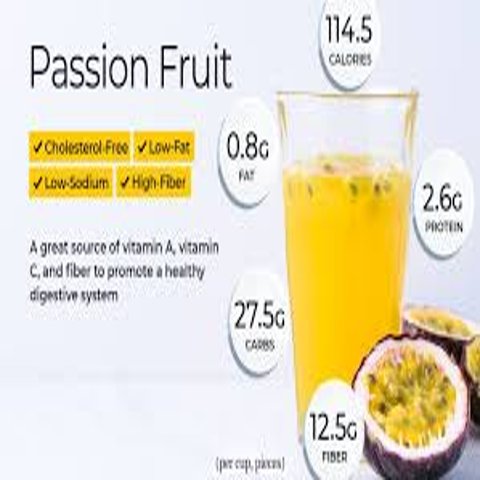 Passion Fruit
✓Cholesterol-Free ✓Low-Fat
✓Low-Sodium ✓High-Fiber
A great source of vitamin A, vitamin
C, and fiber to promote a healthy
digestive system
114.5
CALORIES
0.8G
FAT
2.6G
PROTEIN
27.5G
CARBS
12.5G
FIBER
(per cup, pieces)